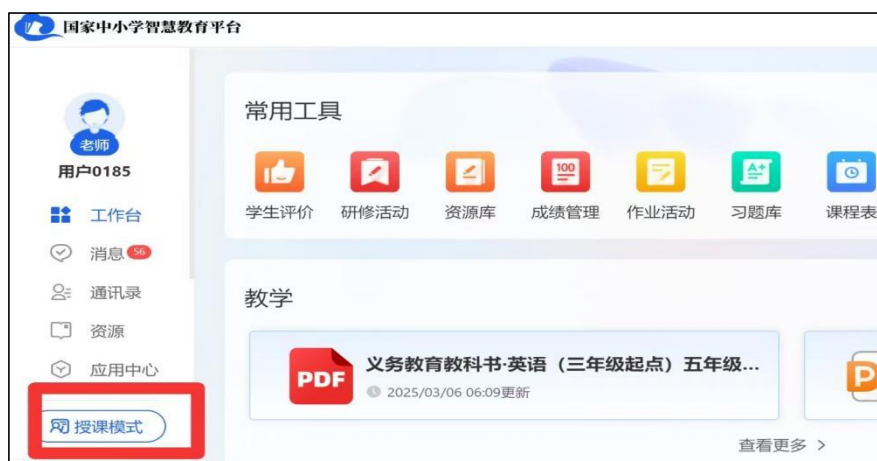 国家中小学智慧教育平台
老师
用户0185
工作台
消息 56
通讯录
资源
应用中心
授课模式
常用工具
学生评价 研修活动 资源库 成绩管理 作业活动 习题库 课程表
100
A+
教学
PDF
义务教育教科书·英语（三年级起点）五年级...
2025/03/06 06:09更新
P
查看更多 >